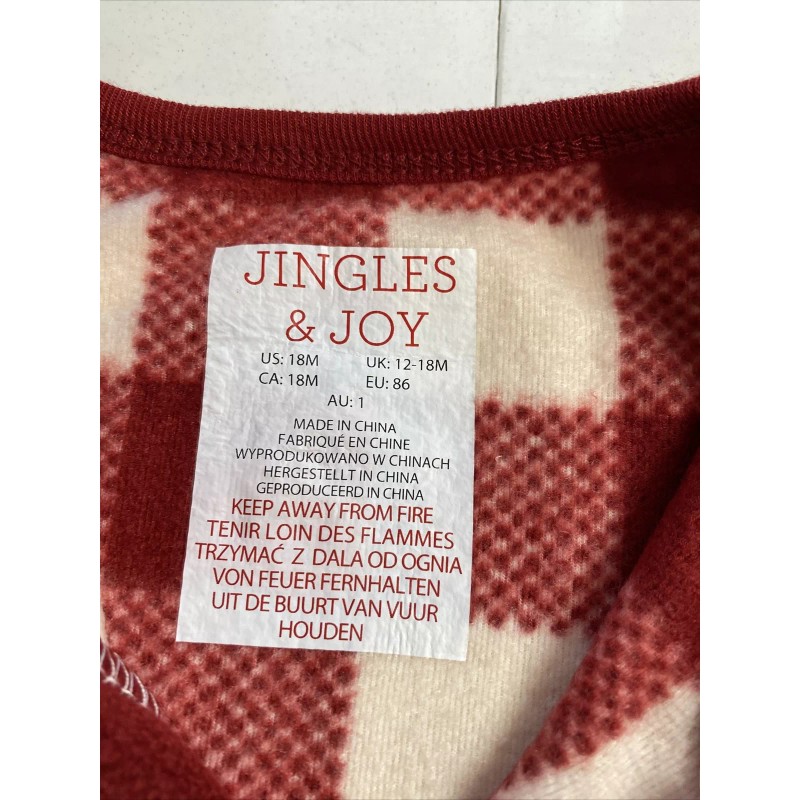 JINGLES
& JOY
US: 18M UK: 12-18M
CA: 18M EU: 86
AU: 1
MADE IN CHINA
FABRIQUÉ EN CHINE
WYPRODUKOWANO W CHINACH
HERGESTELLT IN CHINA
GEPRODUCEERD IN CHINA
KEEP AWAY FROM FIRE
TENIR LOIN DES FLAMMES
TRZYMAĆ Z DALA OD OGNIA
VON FEUER FERNHALTEN
UIT DE BUURT VAN VUUR
HOUDEN